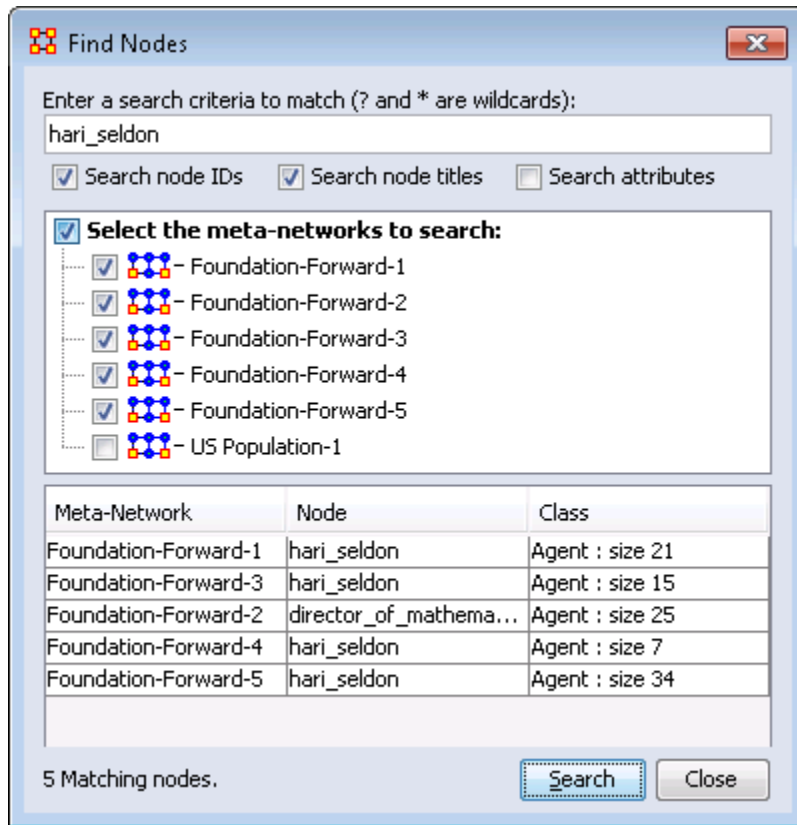 Find Nodes
Enter a search criteria to match (? and * are wildcards):
hari_seldon
Search node IDs Search node titles Search attributes
Select the meta-networks to search:
Foundation-Forward-1
Foundation-Forward-2
Foundation-Forward-3
Foundation-Forward-4
Foundation-Forward-5
US Population-1
Meta-Network Node Class
Foundation-Forward-1 hari_seldon Agent : size 21
Foundation-Forward-3 hari_seldon Agent : size 15
Foundation-Forward-2 director_of_mathema... Agent : size 25
Foundation-Forward-4 hari_seldon Agent : size 7
Foundation-Forward-5 hari_seldon Agent : size 34
5 Matching nodes. Search Close